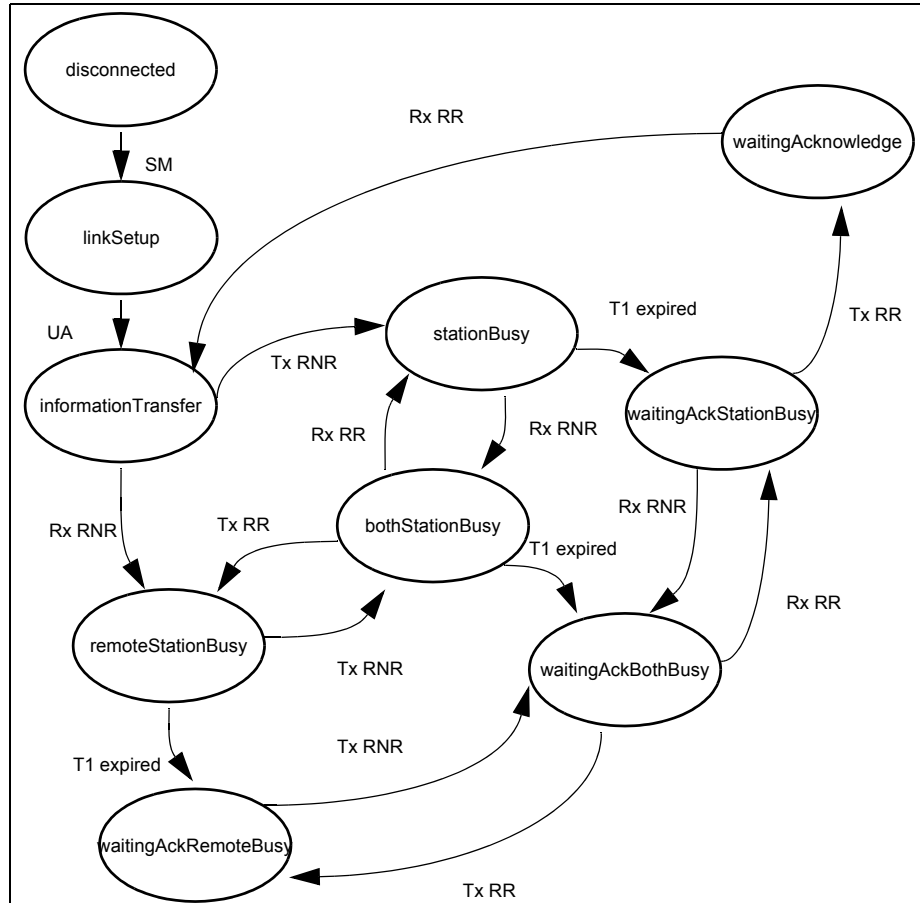 disconnected
Rx RR
waitingAcknowledge
SM
linkSetup
T1 expired
Tx RR
stationBusy
UA
Tx RNR
informationTransfer
waitingAckStationBusy
Rx RR
Rx RNR
Rx RNR
Tx RR
bothStationBusy
Rx RNR
T1 expired
Rx RR
remoteStationBusy
Tx RNR
waitingAckBothBusy
Tx RNR
T1 expired
waitingAckRemoteBusy
Tx RR